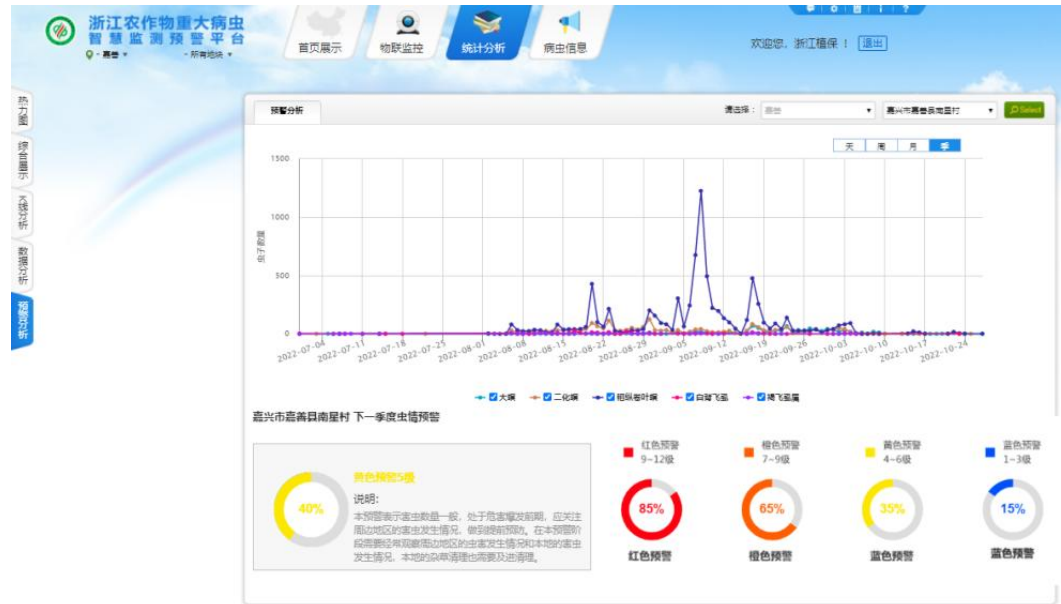 浙江农作物重大病虫
智慧监测预警平台
- 嘉善
- 所有地块
首页展示
物联监控
统计分析
病虫信息
欢迎您, 浙江植保 !
退出
热力图
综合展示
数据分析
预警分析
预警分析
请选择:
嘉善
嘉兴市嘉善县南星村
Select
天
周
月
季
1500
1000
500
0
虫子数量
2022-07-04
2022-07-11
2022-07-18
2022-07-25
2022-08-01
2022-08-08
2022-08-15
2022-08-22
2022-08-29
2022-09-05
2022-09-12
2022-09-19
2022-09-26
2022-10-03
2022-10-10
2022-10-17
2022-10-24
大螟
二化螟
稻纵卷叶螟
白背飞虱
褐飞虱属
嘉兴市嘉善县南星村 下一季度虫情预警
40%
黄色预警5级
说明:
本预警表示害虫数量一般，处于危害爆发前期，应关注
周边地区的害虫发生情况，做到提前预防。在本预警阶
段需要经常观察周边地区的虫害发生情况和本地的害虫
发生情况，本地的杂草清理也需要及进清理。
红色预警
9~12级
橙色预警
7~9级
黄色预警
4~6级
蓝色预警
1~3级
85%
65%
35%
15%
红色预警
橙色预警
蓝色预警
蓝色预警